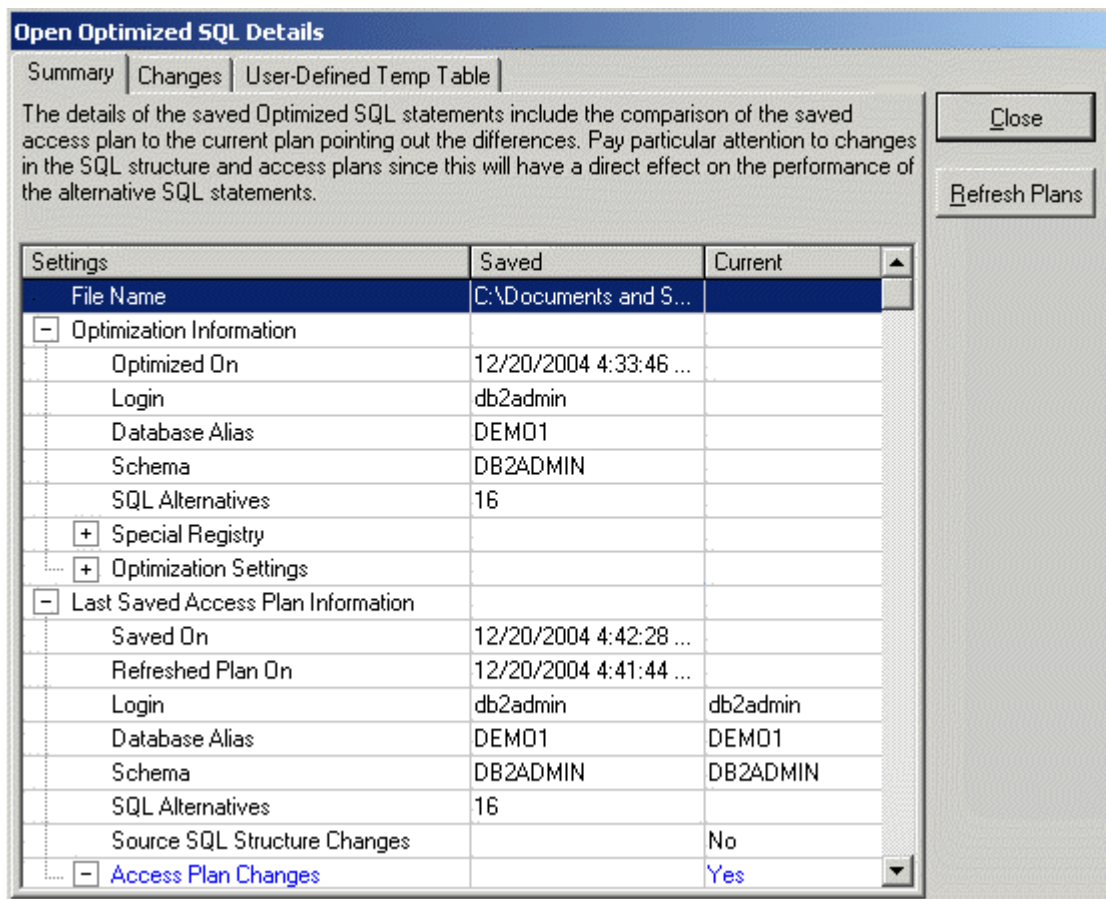 Open Optimized SQL Details
Summary Changes User-Defined Temp Table
The details of the saved Optimized SQL statements include the comparison of the saved
access plan to the current plan pointing out the differences. Pay particular attention to changes
in the SQL structure and access plans since this will have a direct effect on the performance of
the alternative SQL statements.
Close
Refresh Plans
Settings Saved Current
File Name C:\Documents and S...
Optimization Information
Optimized On 12/20/2004 4:33:46 ...
Login db2admin
Database Alias DEMO1
Schema DB2ADMIN
SQL Alternatives 16
Special Registry
Optimization Settings
Last Saved Access Plan Information
Saved On 12/20/2004 4:42:28 ...
Refreshed Plan On 12/20/2004 4:41:44 ...
Login db2admin db2admin
Database Alias DEMO1 DEMO1
Schema DB2ADMIN DB2ADMIN
SQL Alternatives 16
Source SQL Structure Changes No
Access Plan Changes Yes